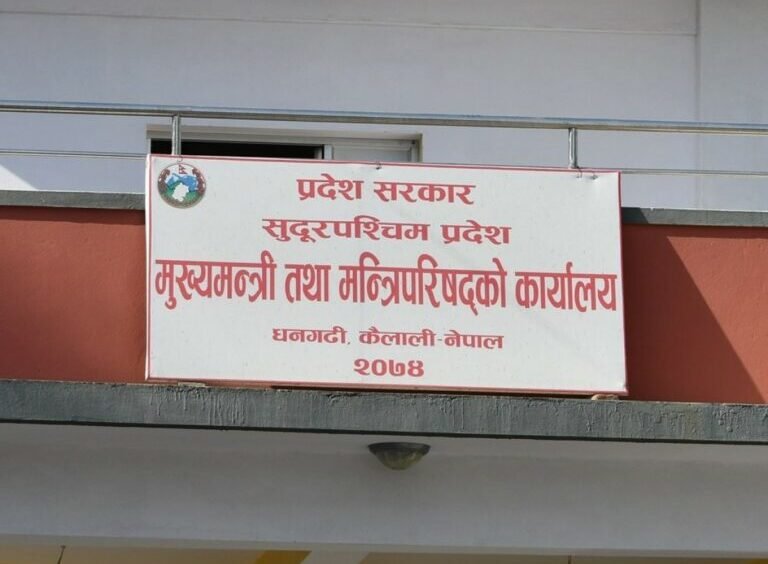 प्रदेश सरकार
सुदूरपश्चिम प्रदेश
मुख्यमन्त्री तथा मन्त्रिपरिषद्को कार्यालय
धनगढी, कैलाली-नेपाल
२०७४